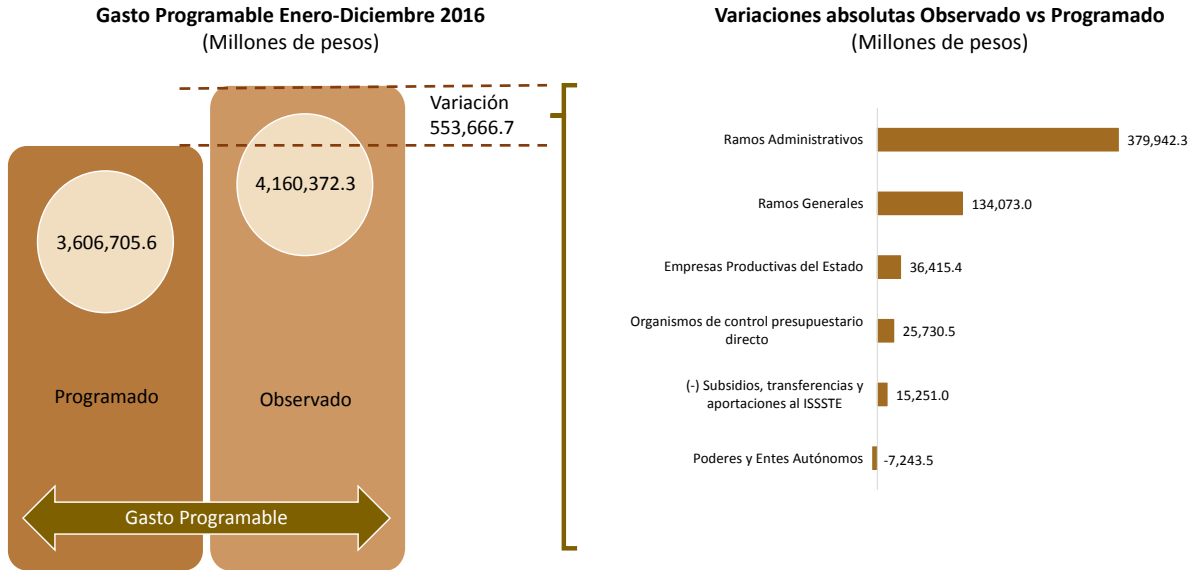 Gasto Programable Enero-Diciembre 2016
(Millones de pesos)
Variación
553,666.7
4,160,372.3
3,606,705.6
Programado
Observado
Gasto Programable
Variaciones absolutas Observado vs Programado
(Millones de pesos)
Ramos Administrativos
379,942.3
Ramos Generales
134,073.0
Empresas Productivas del Estado
36,415.4
Organismos de control presupuestario
directo
25,730.5
(-) Subsidios, transferencias y
aportaciones al ISSSTE
15,251.0
Poderes y Entes Autónomos
-7,243.5